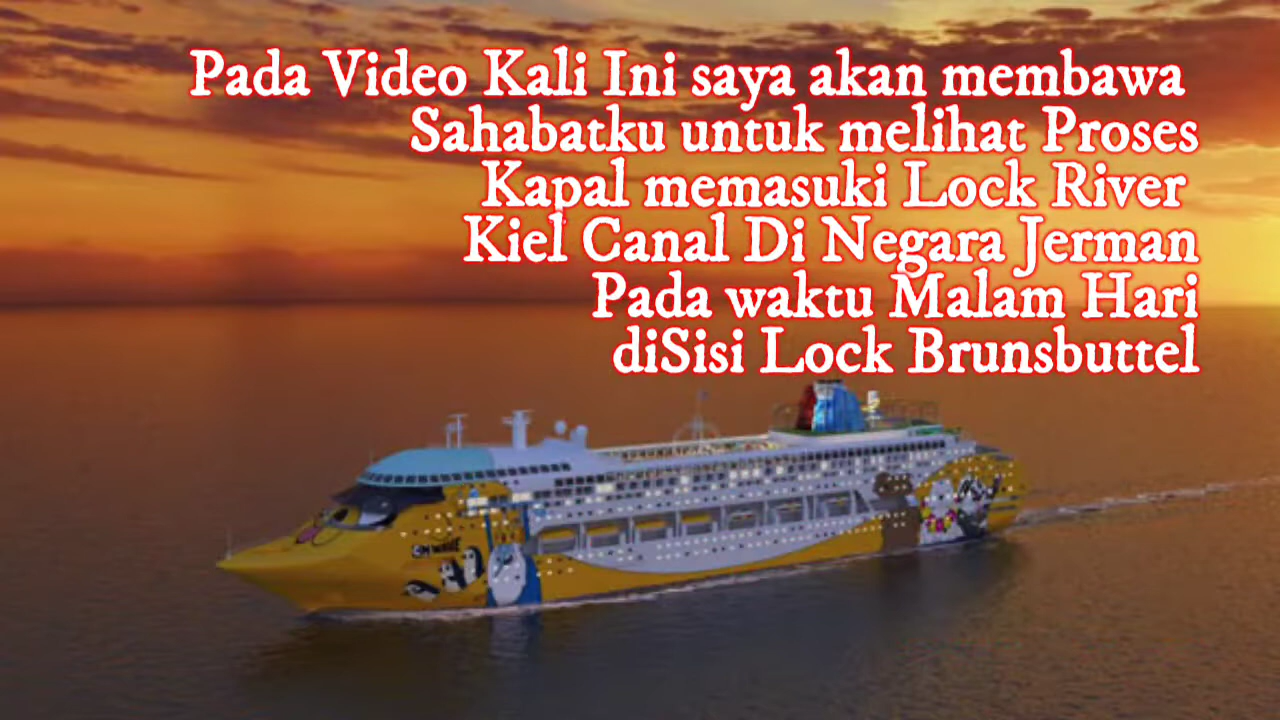 Pada Video Kali Ini saya akan membawa
Sahabatku untuk melihat Proses
Kapal memasuki Lock River
Kiel Canal Di Negara Jerman
Pada waktu Malam Hari
diSisi Lock Brunsbuttel